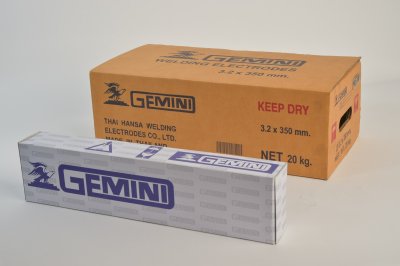 GEMINI
WELDING ELECTRODES
3.2 x 350 mm.
GEMINI
KEEP DRY
THAI HANSA WELDING
ELECTRODES CO., LTD.
MADE IN THAILAND
3.2 x 350 mm.
NET 20 kg.
GEMINI
GEMINI